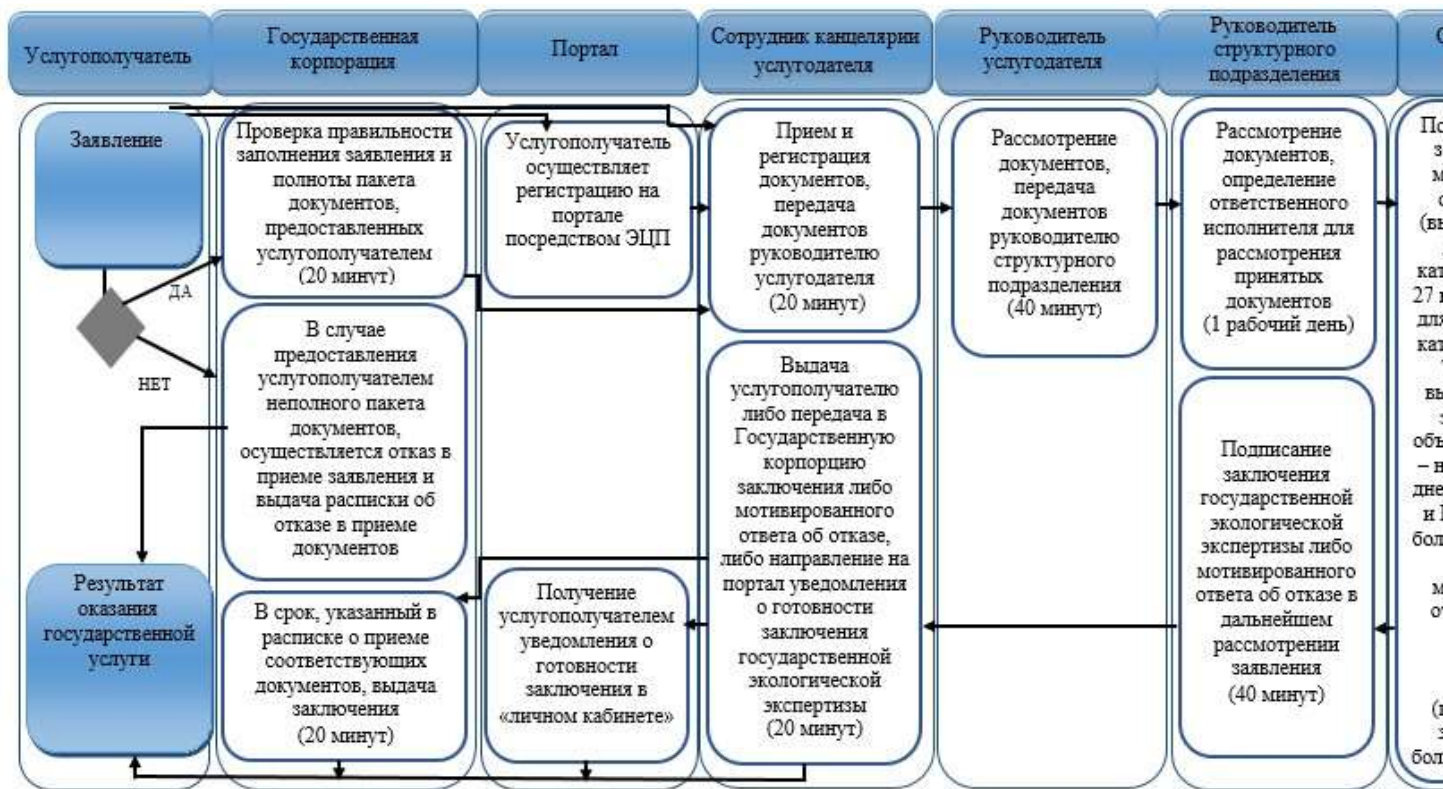 Услугополучатель
Государственная
корпорация
Портал
Сотрудник канцелярии
услугодателя
Руководитель
услугодателя
Руководитель
структурного
подразделения
Заявление
ДА
НЕТ
Результат
оказания
государственной
услуги
Проверка правильности
заполнения заявления и
полноты пакета
документов,
предоставленных
услугополучателем
(20 минут)
В случае
предоставления
услугополучателем
неполного пакета
документов,
осуществляется отказ в
приеме заявления и
выдача расписки об
отказе в приеме
документов
В срок, указанный в
расписке о приеме
соответствующих
документов, выдача
заключения
(20 минут)
Услугополучатель
осуществляет
регистрацию на
портале
посредством ЭЦП
Получение
услугополучателем
уведомления о
готовности
заключения в
«личном кабинете»
Прием и
регистрация
документов,
передача
документов
руководителю
услугодателя
(20 минут)
Выдача
услугополучателю
либо передача в
Государственную
корпорцию
заключения либо
мотивированного
ответа об отказе,
либо направление на
портал уведомления
о готовности
заключения
государственной
экологической
экспертизы
(20 минут)
Рассмотрение
документов,
передача
документов
руководителю
структурного
подразделения
(40 минут)
Рассмотрение
документов,
определение
ответственного
исполнителя для
рассмотрения
принятых
документов
(1 рабочий день)
Подписание
заключения
государственной
экологической
экспертизы либо
мотивированного
ответа об отказе в
дальнейшем
рассмотрении
заявления
(40 минут)
27
для
– н
дне
и